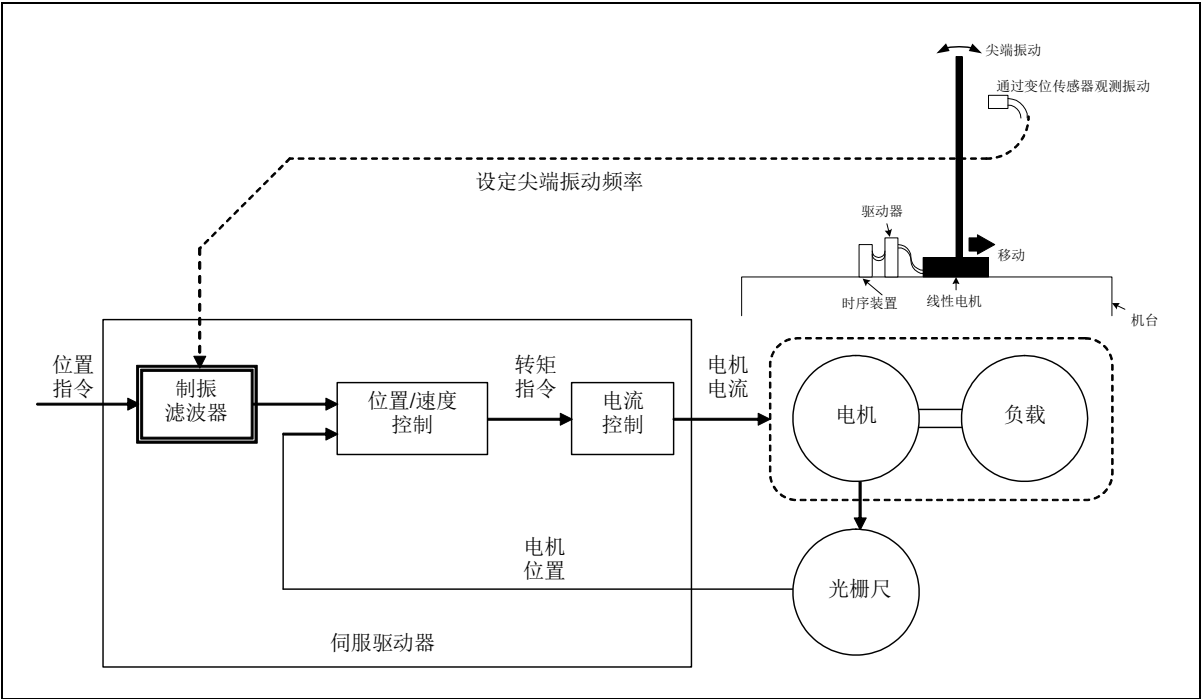 尖端振动
通过变位传感器观测振动
设定尖端振动频率
驱动器
移动
时序装置
线性电机
机台
位置
指令
制振
滤波器
位置/速度
控制
转矩
指令
电流
控制
电机
电流
电机
负载
电机
位置
光栅尺
伺服驱动器